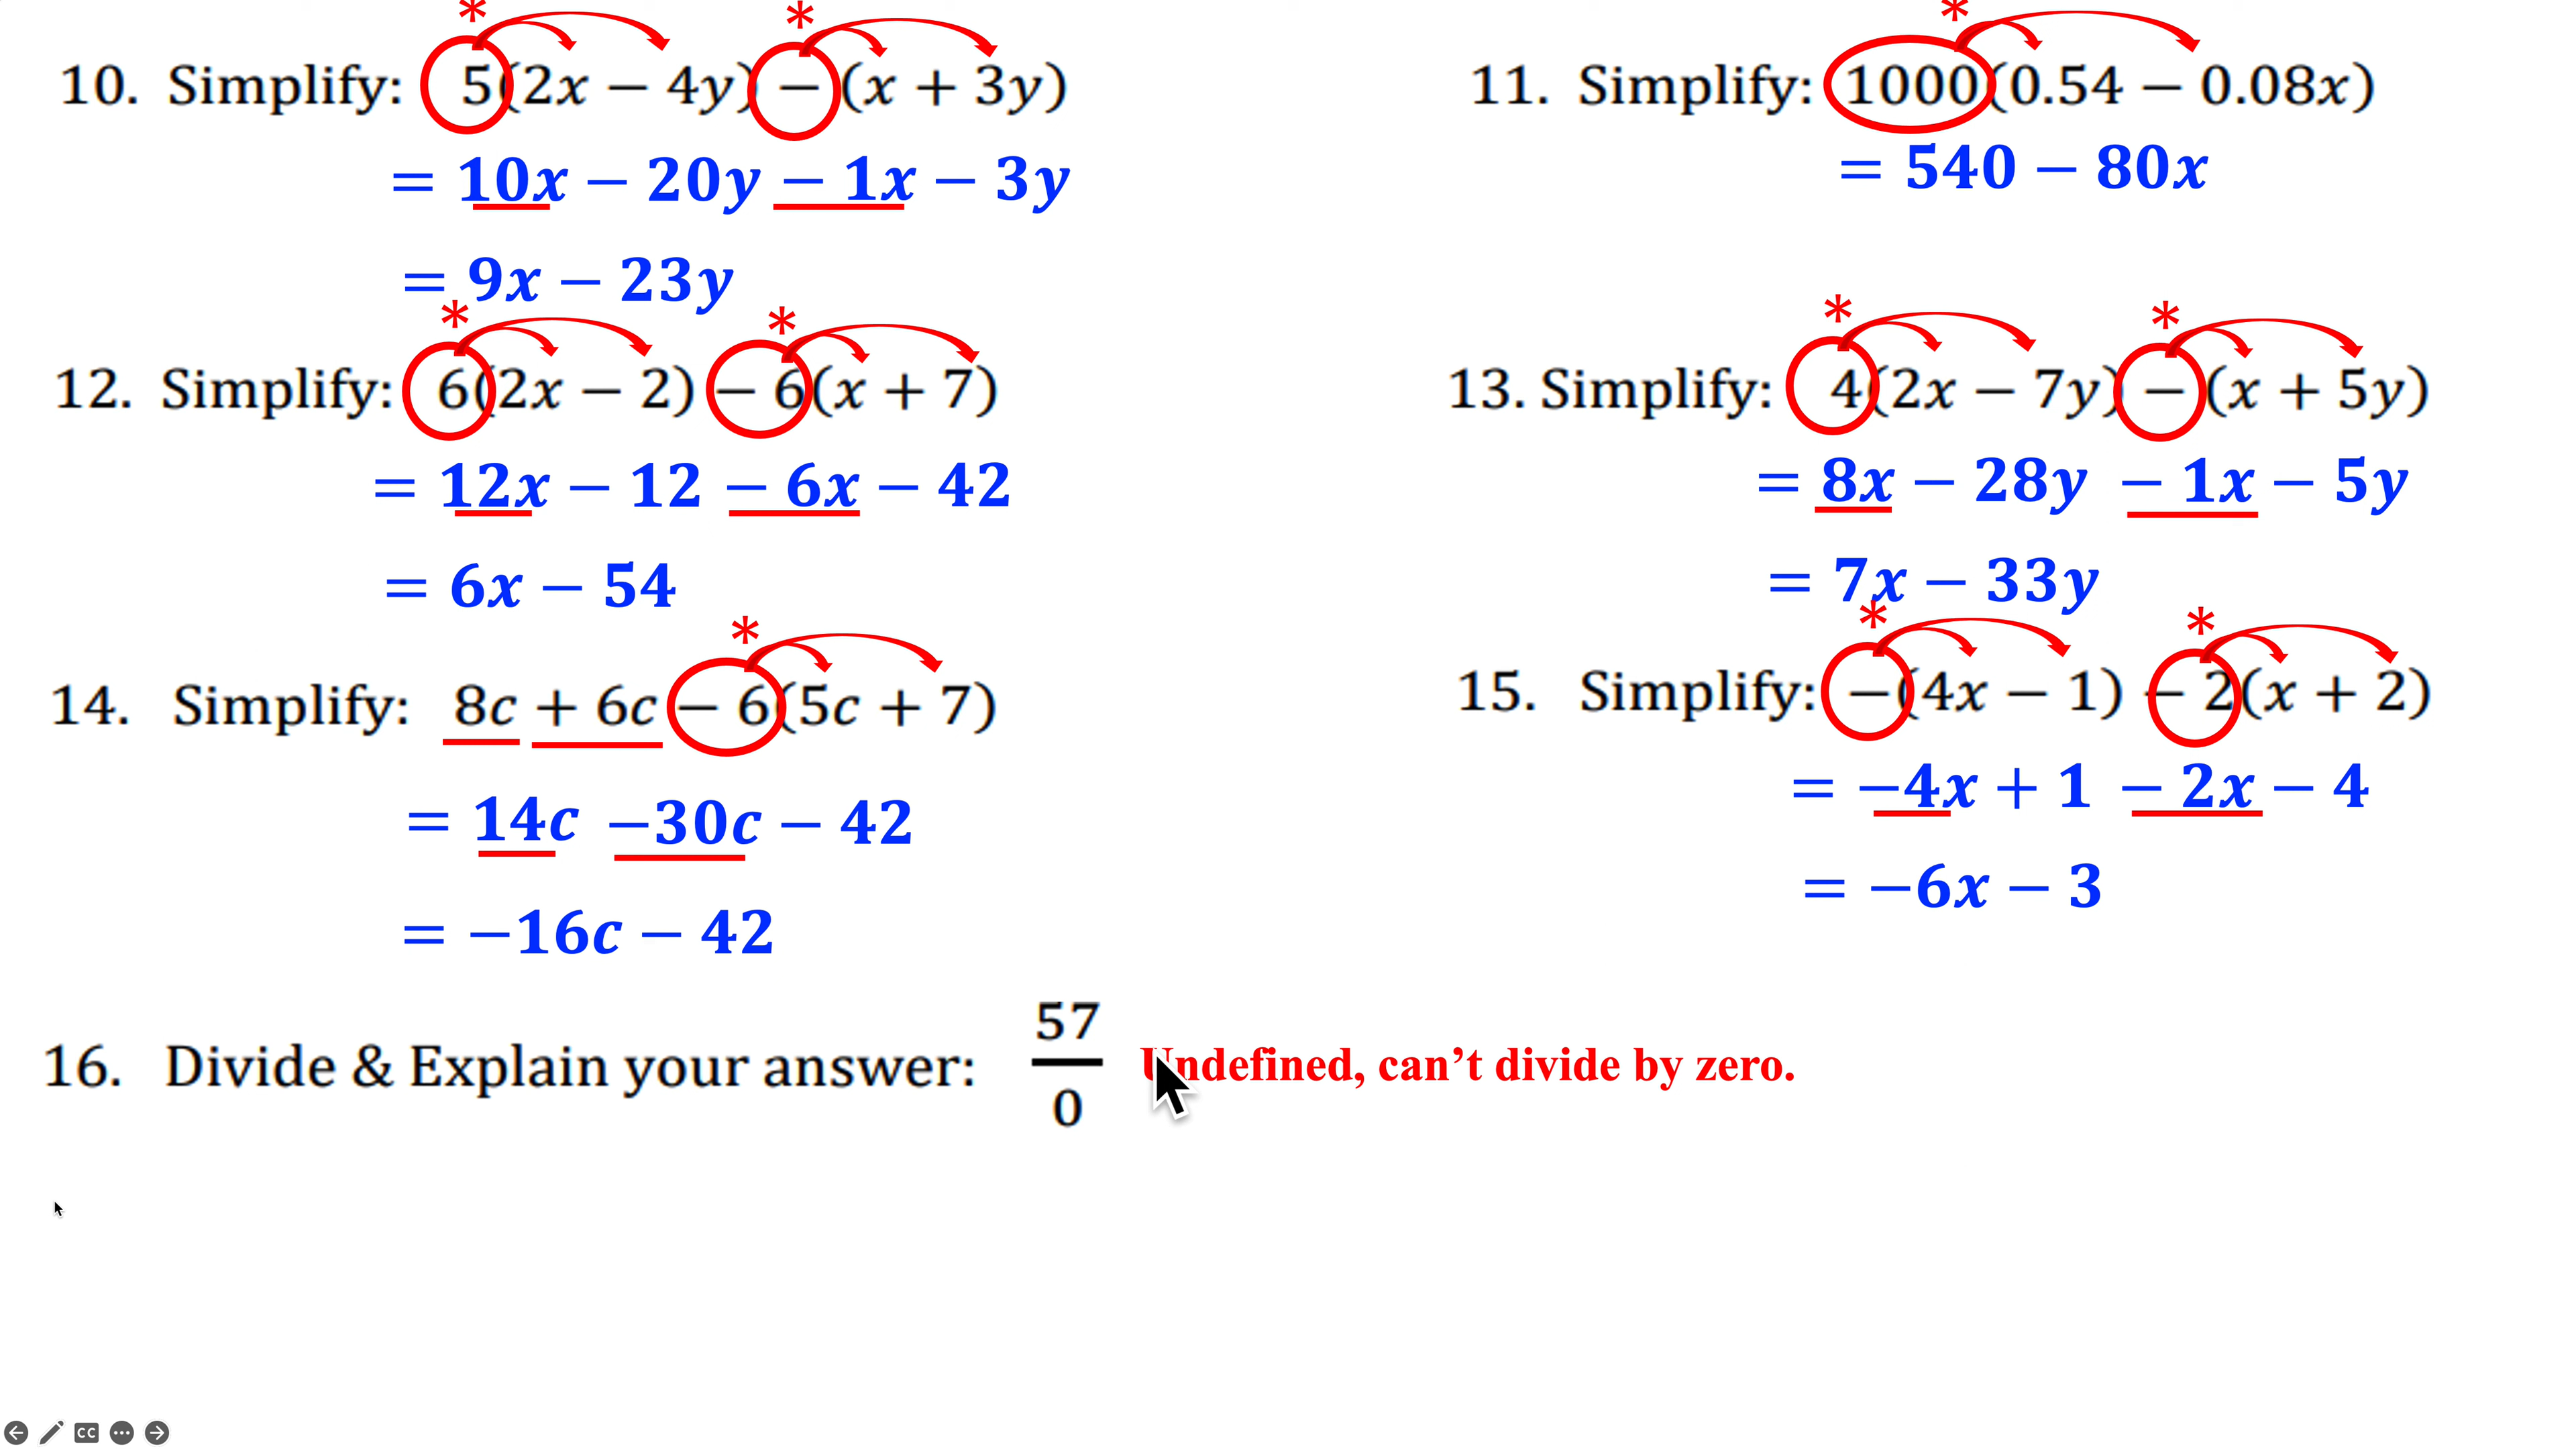 10. Simplify: 5(2x − 4y) − (x + 3y)
= 10x − 20y − 1x − 3y
= 9x − 23y
11. Simplify: 1000(0.54 − 0.08x)
= 540 − 80x
12. Simplify: 6(2x − 2) − 6(x + 7)
= 12x − 12 − 6x − 42
= 6x − 54
13. Simplify: 4(2x − 7y) − (x + 5y)
= 8x − 28y − 1x − 5y
= 7x − 33y
14. Simplify: 8c + 6c − 6(5c + 7)
= 14c −30c − 42
= −16c − 42
15. Simplify: −(4x − 1) − 2(x + 2)
= −4x + 1 − 2x − 4
= −6x − 3
16. Divide & Explain your answer: 57/0 Undefined, can’t divide by zero.
CC